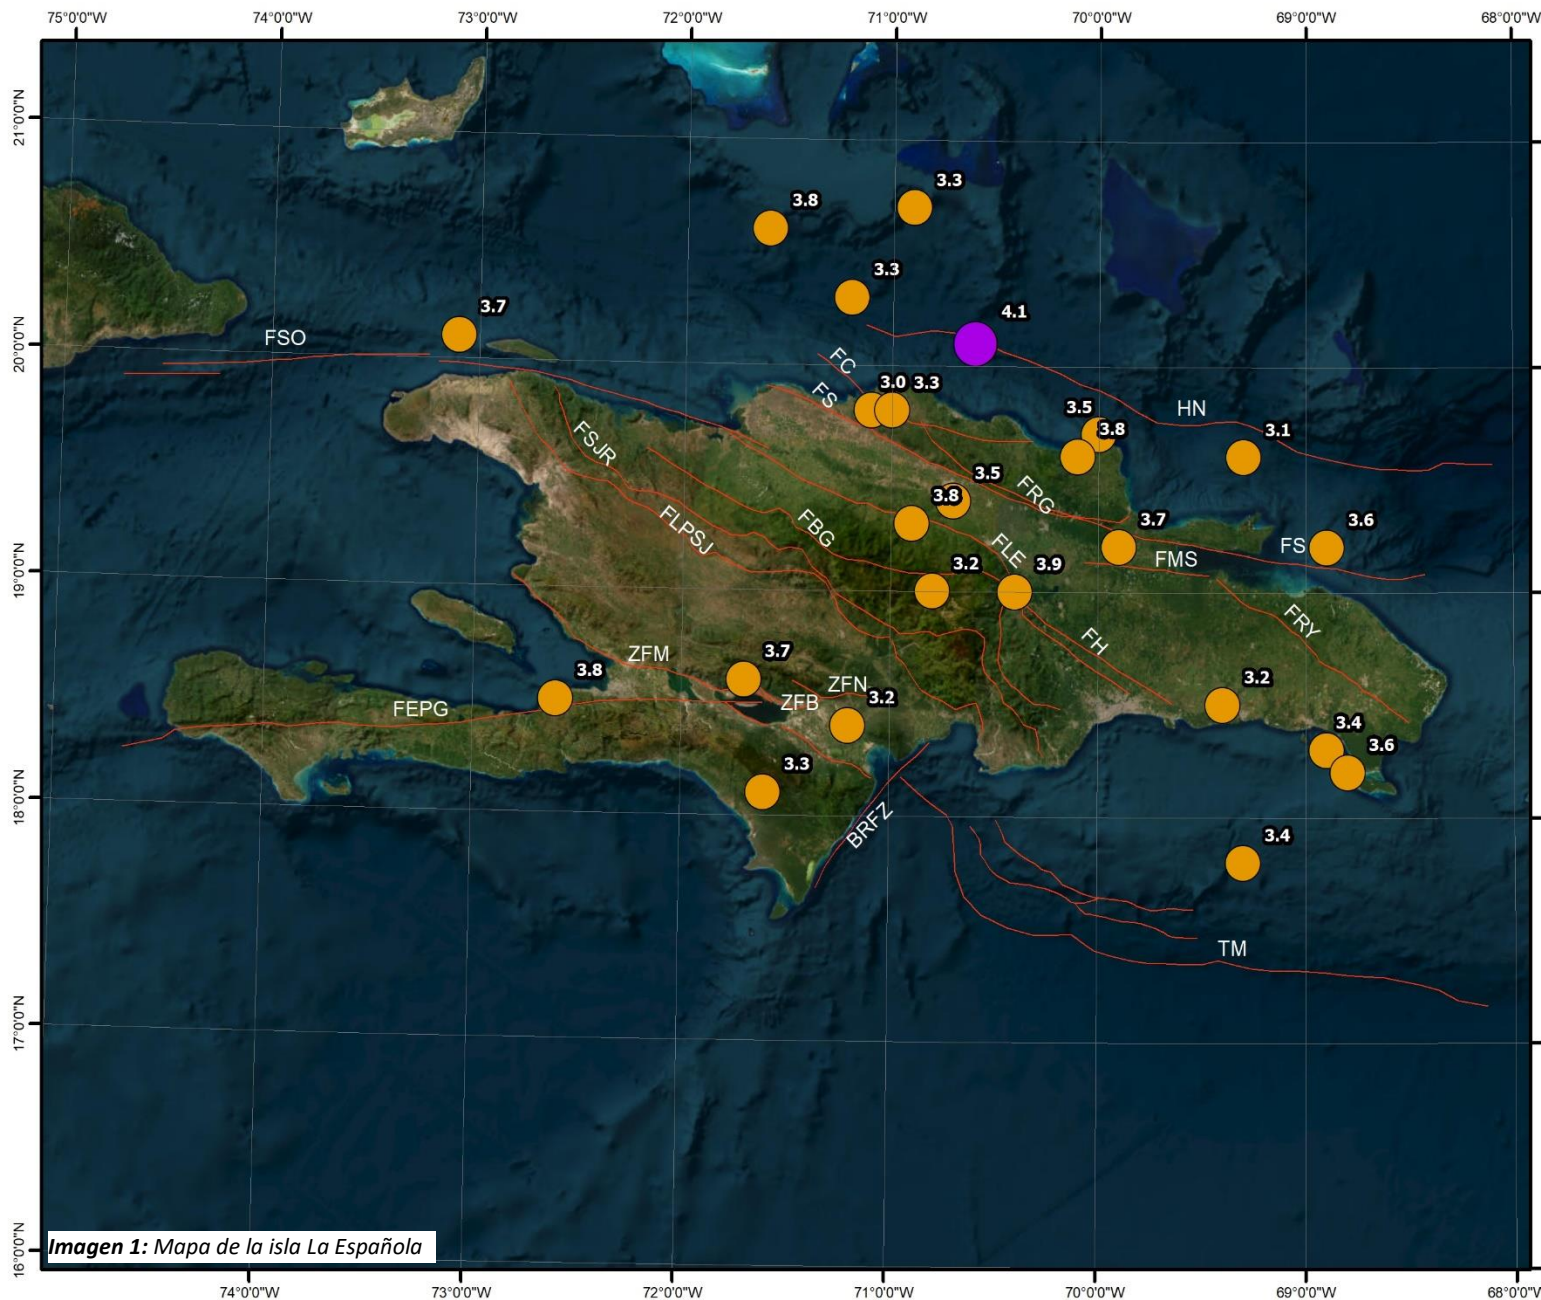 75°0'0"W 74°0'0"W 73°0'0"W 72°0'0"W 71°0'0"W 70°0'0"W 69°0'0"W 68°0'0"W
21°0'0"N
20°0'0"N
19°0'0"N
18°0'0"N
17°0'0"N
16°0'0"N
3.3
3.8
3.3
3.7
4.1
FSO
FC
FS
3.0 3.3
HN
3.5
3.8
3.1
FSJR
3.5
3.8
FRG
3.7
3.6
FLPSJ
FBG
FLE
FS
FMS
3.2
3.9
FRY
FH
ZFM
3.7
3.8
ZFN
3.2
ZFB
3.2
FEPG
3.4
3.6
3.3
BRFZ
3.4
TM
Imagen 1: Mapa de la isla La Española
74°0'0"W 73°0'0"W 72°0'0"W 71°0'0"W 70°0'0"W 69°0'0"W 68°0'0"W